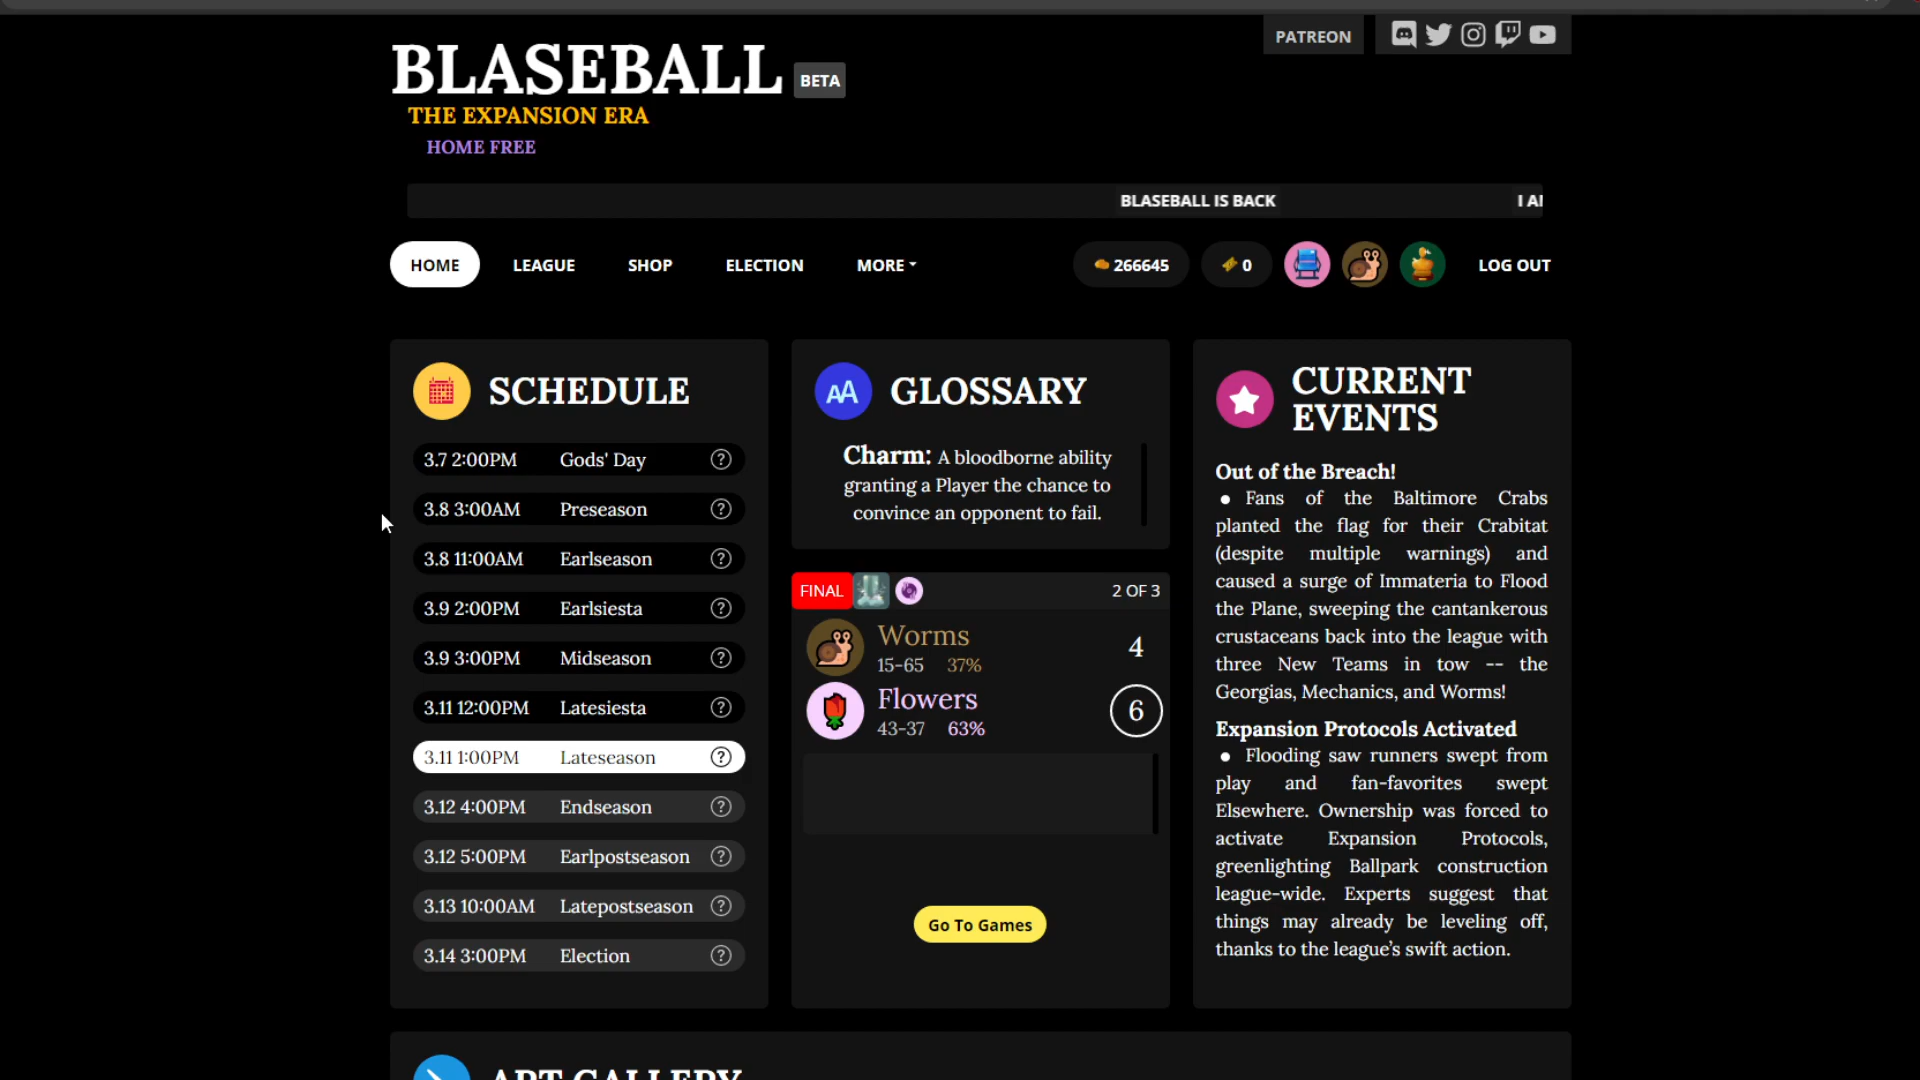 PATREON
BLASEBALL BETA
THE EXPANSION ERA
HOME FREE
BLASEBALL IS BACK I AM
HOME LEAGUE SHOP ELECTION MORE 266645 0 LOG OUT
SCHEDULE
3.7 2:00PM Gods' Day ?
3.8 3:00AM Preseason ?
3.8 11:00AM Earlseason ?
3.9 2:00PM Earlsiesta ?
3.9 3:00PM Midseason ?
3.11 12:00PM Latesiesta ?
3.11 1:00PM Lateseason ?
3.12 4:00PM Endseason ?
3.12 5:00PM Earlpostseason ?
3.13 10:00AM Latepostseason ?
3.14 3:00PM Election ?
AA GLOSSARY
Charm: A bloodborne ability
granting a Player the chance to
convince an opponent to fail.
FINAL 2 OF 3
Worms 4
15-65 37%
Flowers 6
43-37 63%
Go To Games
CURRENT
EVENTS
Out of the Breach!
● Fans of the Baltimore Crabs
planted the flag for their Crabitat
(despite multiple warnings) and
caused a surge of Immateria to Flood
the Plane, sweeping the cantankerous
crustaceans back into the league with
three New Teams in tow -- the
Georgias, Mechanics, and Worms!
Expansion Protocols Activated
● Flooding saw runners swept from
play and fan-favorites swept
Elsewhere. Ownership was forced to
activate Expansion Protocols,
greenlighting Ballpark construction
league-wide. Experts suggest that
things may already be leveling off,
thanks to the league's swift action.
ART GALLERY